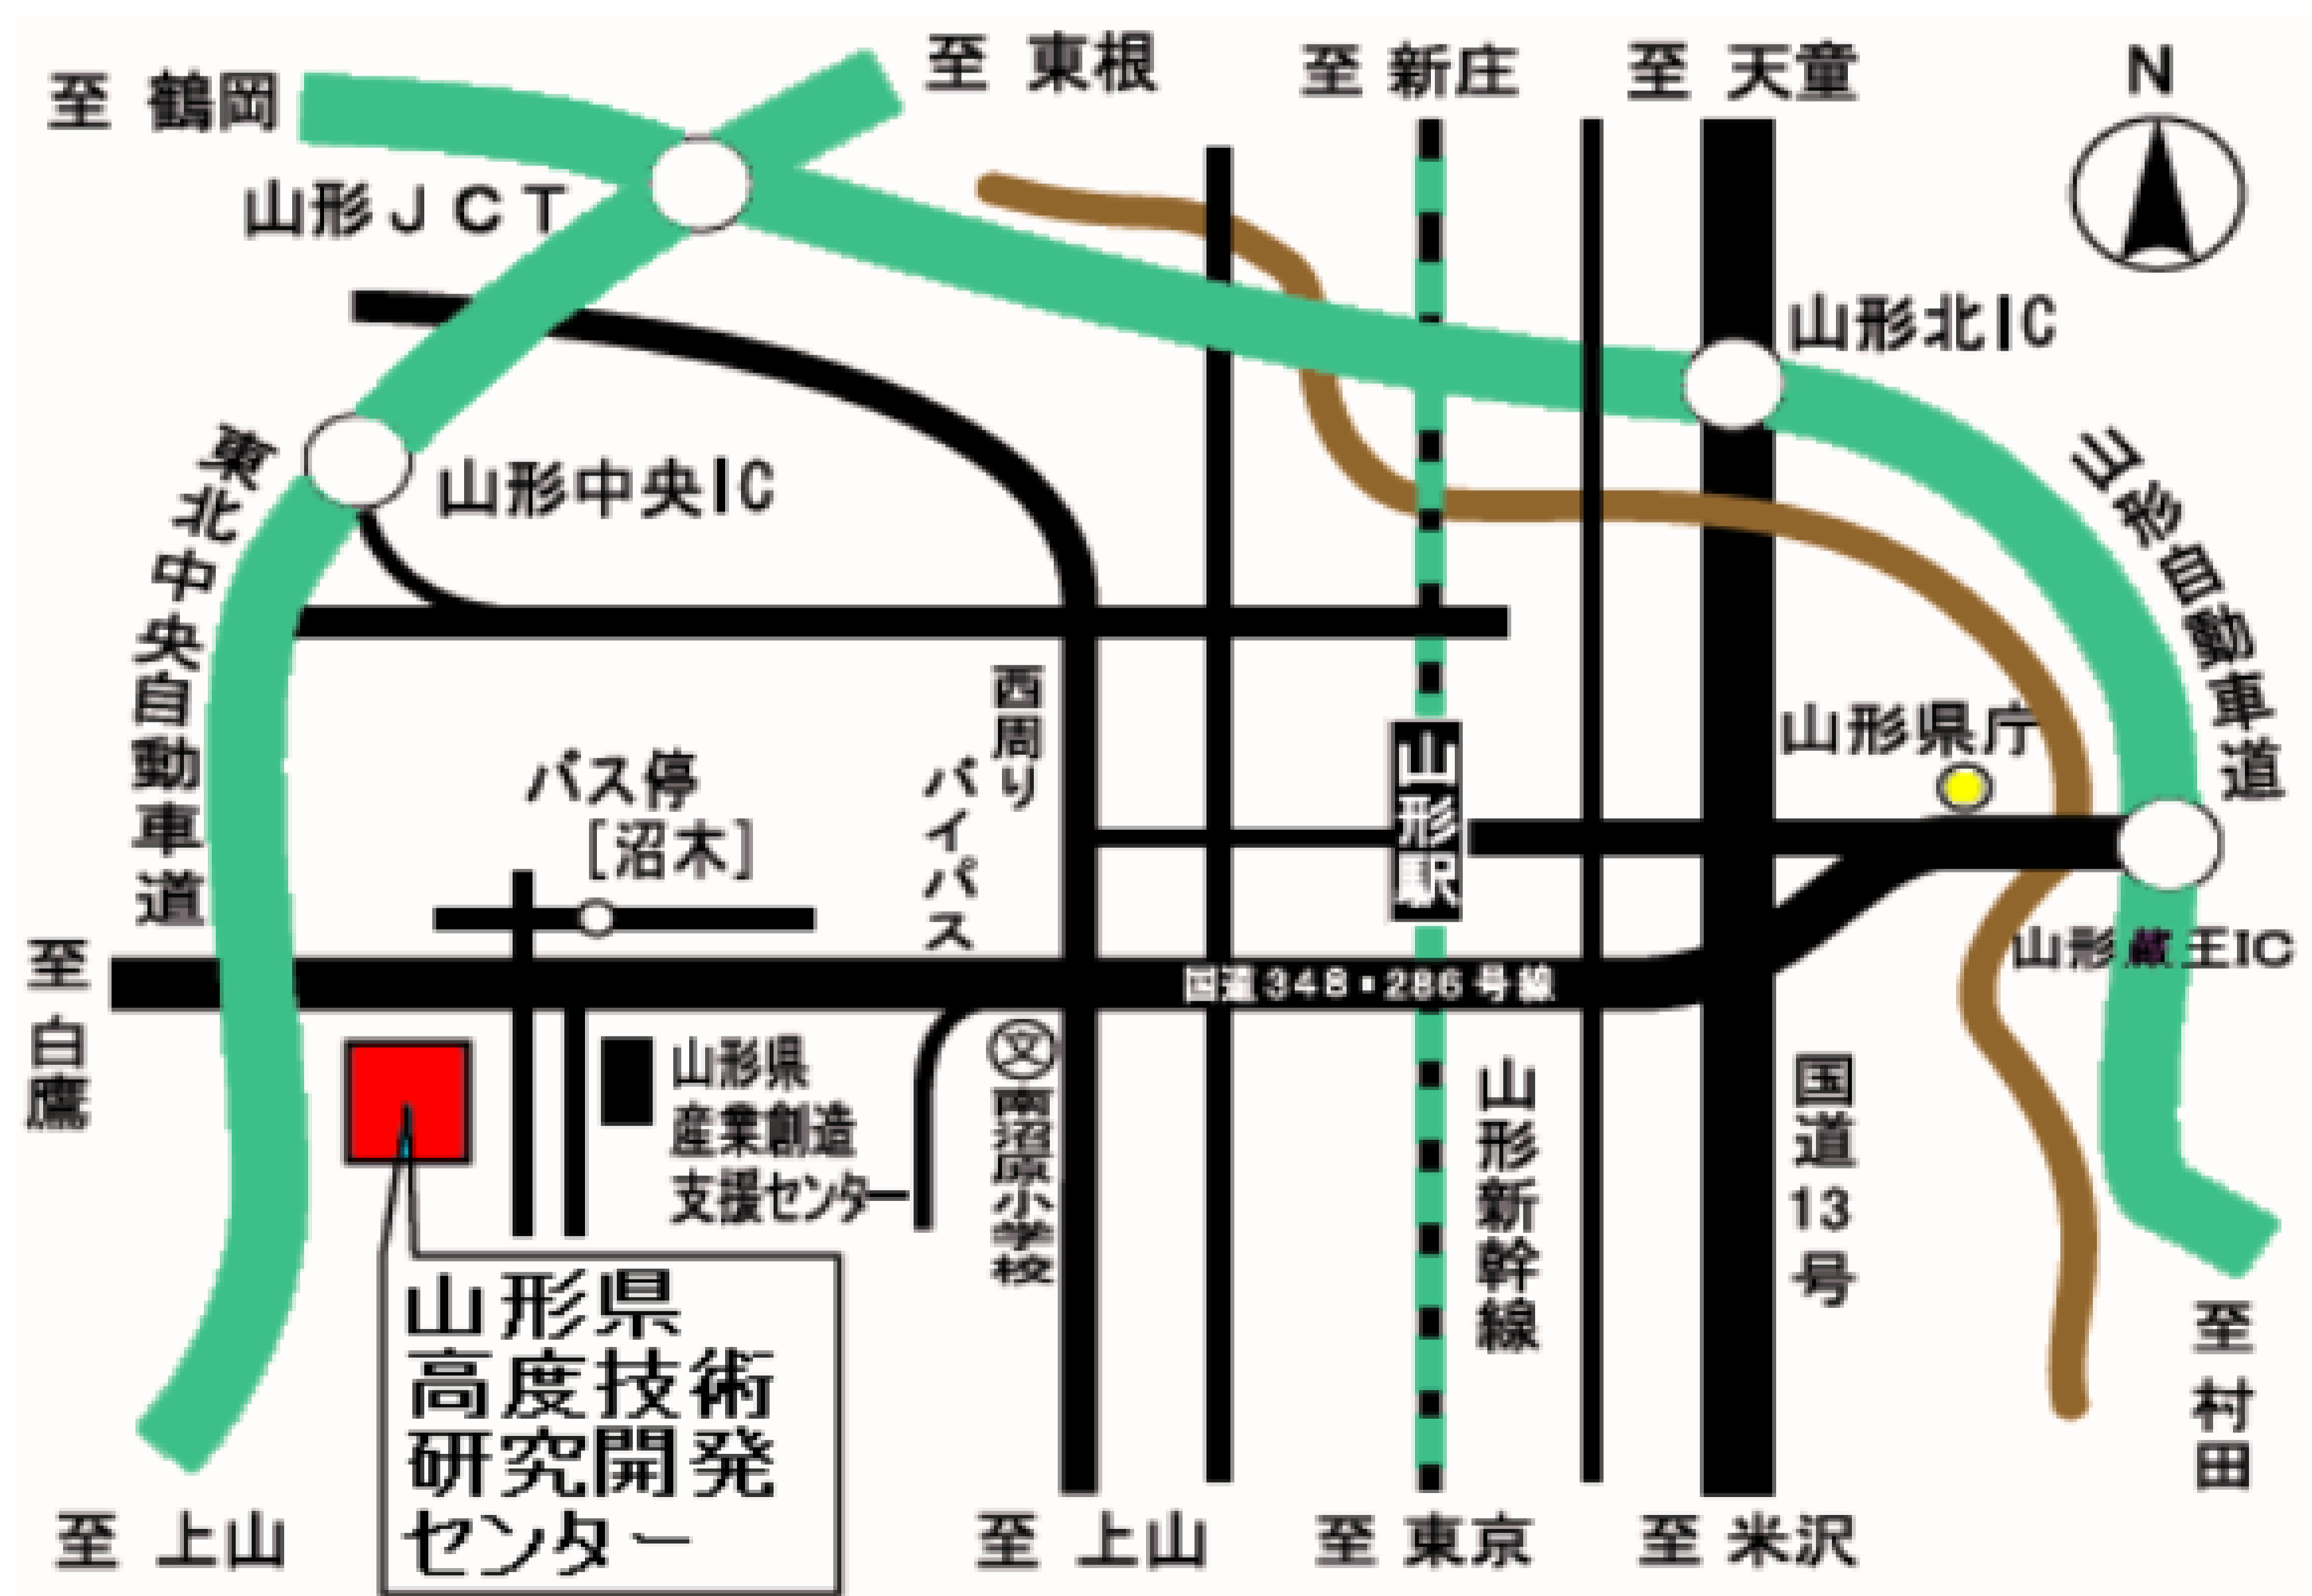 至 鶴岡
至 東根
至 新庄
至 天童
N
山形JCT
山形北IC
山形中央IC
東北中央自動車道
山形自動車道
西周り
バイパス
山形県庁
バス停
[沼木]
山形駅
山形蔵王IC
至白鷹
国道348・286号線
山形県
産業創造
支援センター
文
南沼原小学校
山形新幹線
国道13号
山形県
高度技術
研究開発
センター
至村田
至 上山
至 上山
至 東京
至 米沢